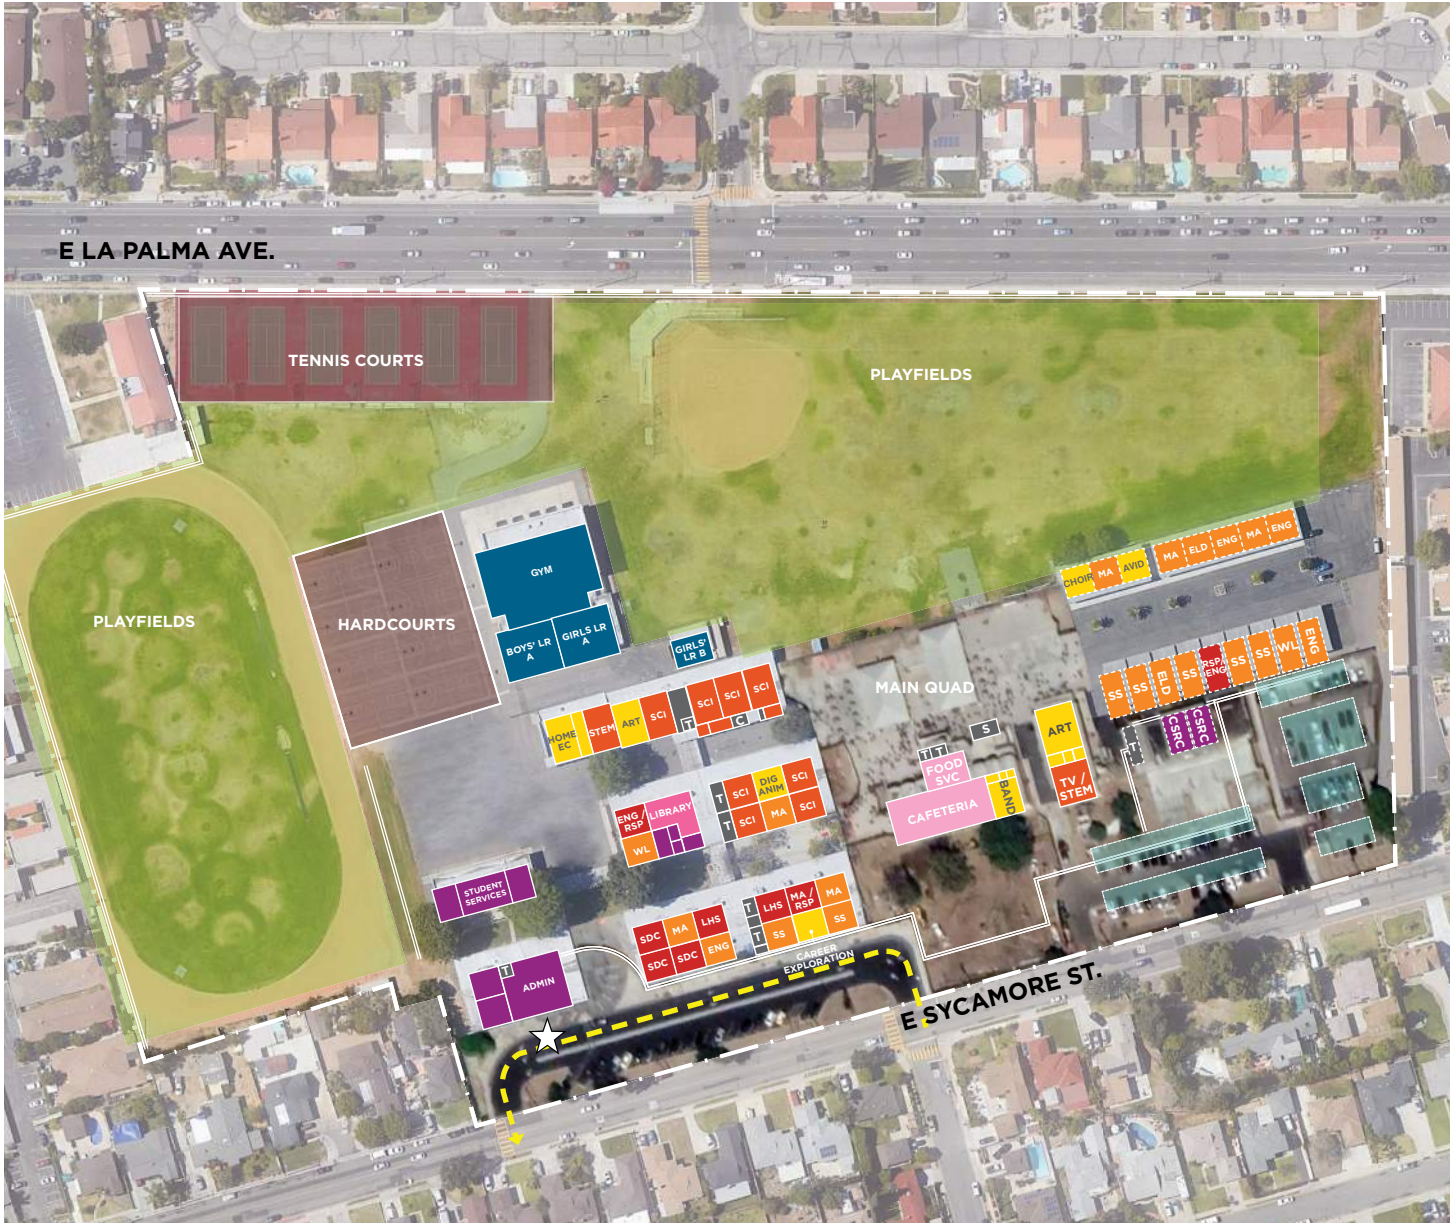 E LA PALMA AVE.
TENNIS COURTS
PLAYFIELDS
PLAYFIELDS
HARDCOURTS
GYM
BOYS' LR
A
GIRLS LR
A
GIRLS'
LR B
MAIN QUAD
CHOIR
MA
AVID
MA
ELD
ENG
MA
ENG
SS
SS
ELD
SS
RSP/
ENG
SS
SS
WL
ENG
CSRC
CSRC
T
HOME
EC
STEM
ART
SCI
T
SCI
C
SCI
SCI
S
ART
TV /
STEM
T
T
FOOD
SVC
CAFETERIA
BAND
ENG /
RSP
LIBRARY
WL
T
SCI
DIG
ANIM
SCI
T
SCI
MA
SCI
STUDENT
SERVICES
SDC
MA
LHS
SDC
SDC
ENG
T
LHS
MA /
RSP
MA
T
SS
SS
T
CAREER
EXPLORATION
T
ADMIN
E SYCAMORE ST.